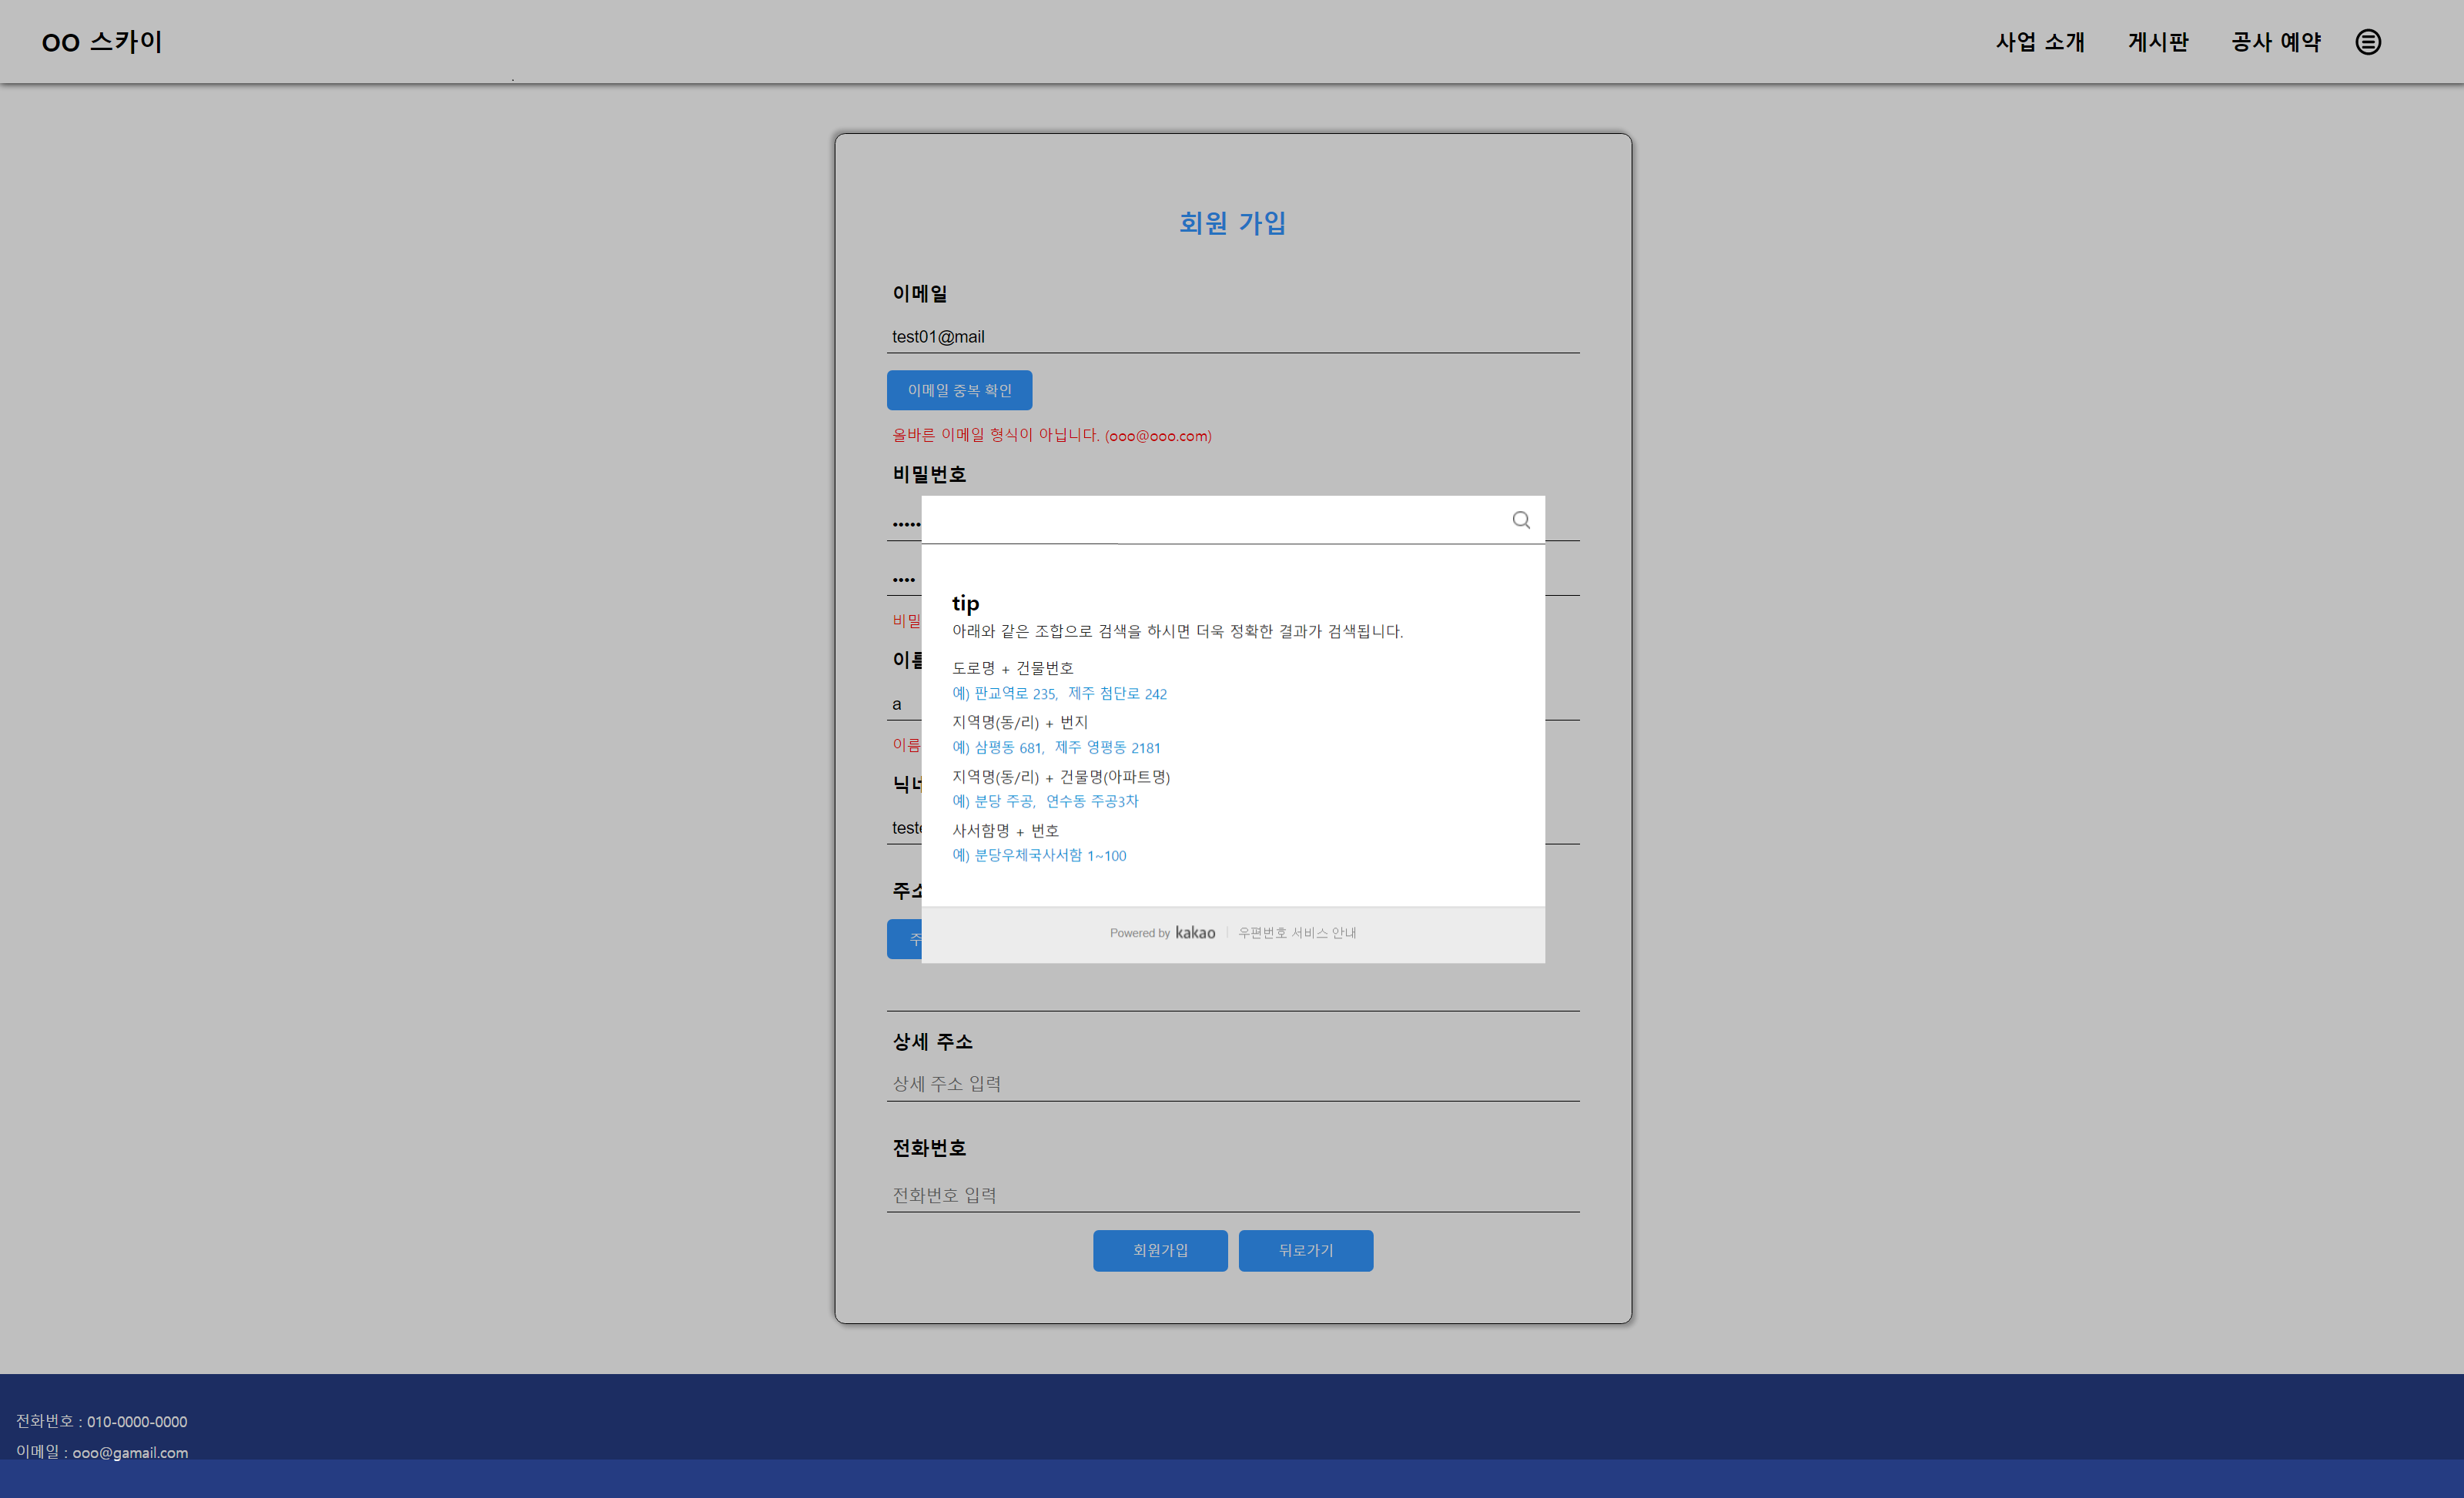 OO 스카이
사업 소개 게시판 공사 예약
회원 가입
이메일
test01@mail
이메일 중복 확인
올바른 이메일 형식이 아닙니다. (ooo@ooo.com)
비밀번호
•••••
••••
비밀
이름
a
이름
닉네
teste
주소
주
tip
아래와 같은 조합으로 검색을 하시면 더욱 정확한 결과가 검색됩니다.
도로명 + 건물번호
예) 판교역로 235, 제주 첨단로 242
지역명(동/리) + 번지
예) 삼평동 681, 제주 영평동 2181
지역명(동/리) + 건물명(아파트명)
예) 분당 주공, 연수동 주공3차
사서함명 + 번호
예) 분당우체국사서함 1~100
Powered by kakao | 우편번호 서비스 안내
상세 주소
상세 주소 입력
전화번호
전화번호 입력
회원가입 뒤로가기
전화번호 : 010-0000-0000
이메일 : ooo@gamail.com